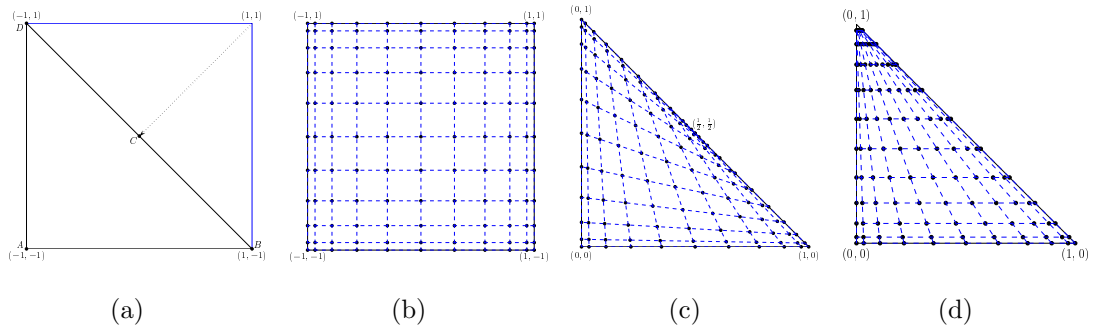 (−1, 1) (1, 1)
D
C
A
B
(−1, −1) (1, −1)
(a)
(−1, 1) (1, 1)
(−1, −1) (1, −1)
(b)
(0, 1)
(1/2, 1/2)
(0, 0) (1, 0)
(c)
(0, 1)
(0, 0) (1, 0)
(d)